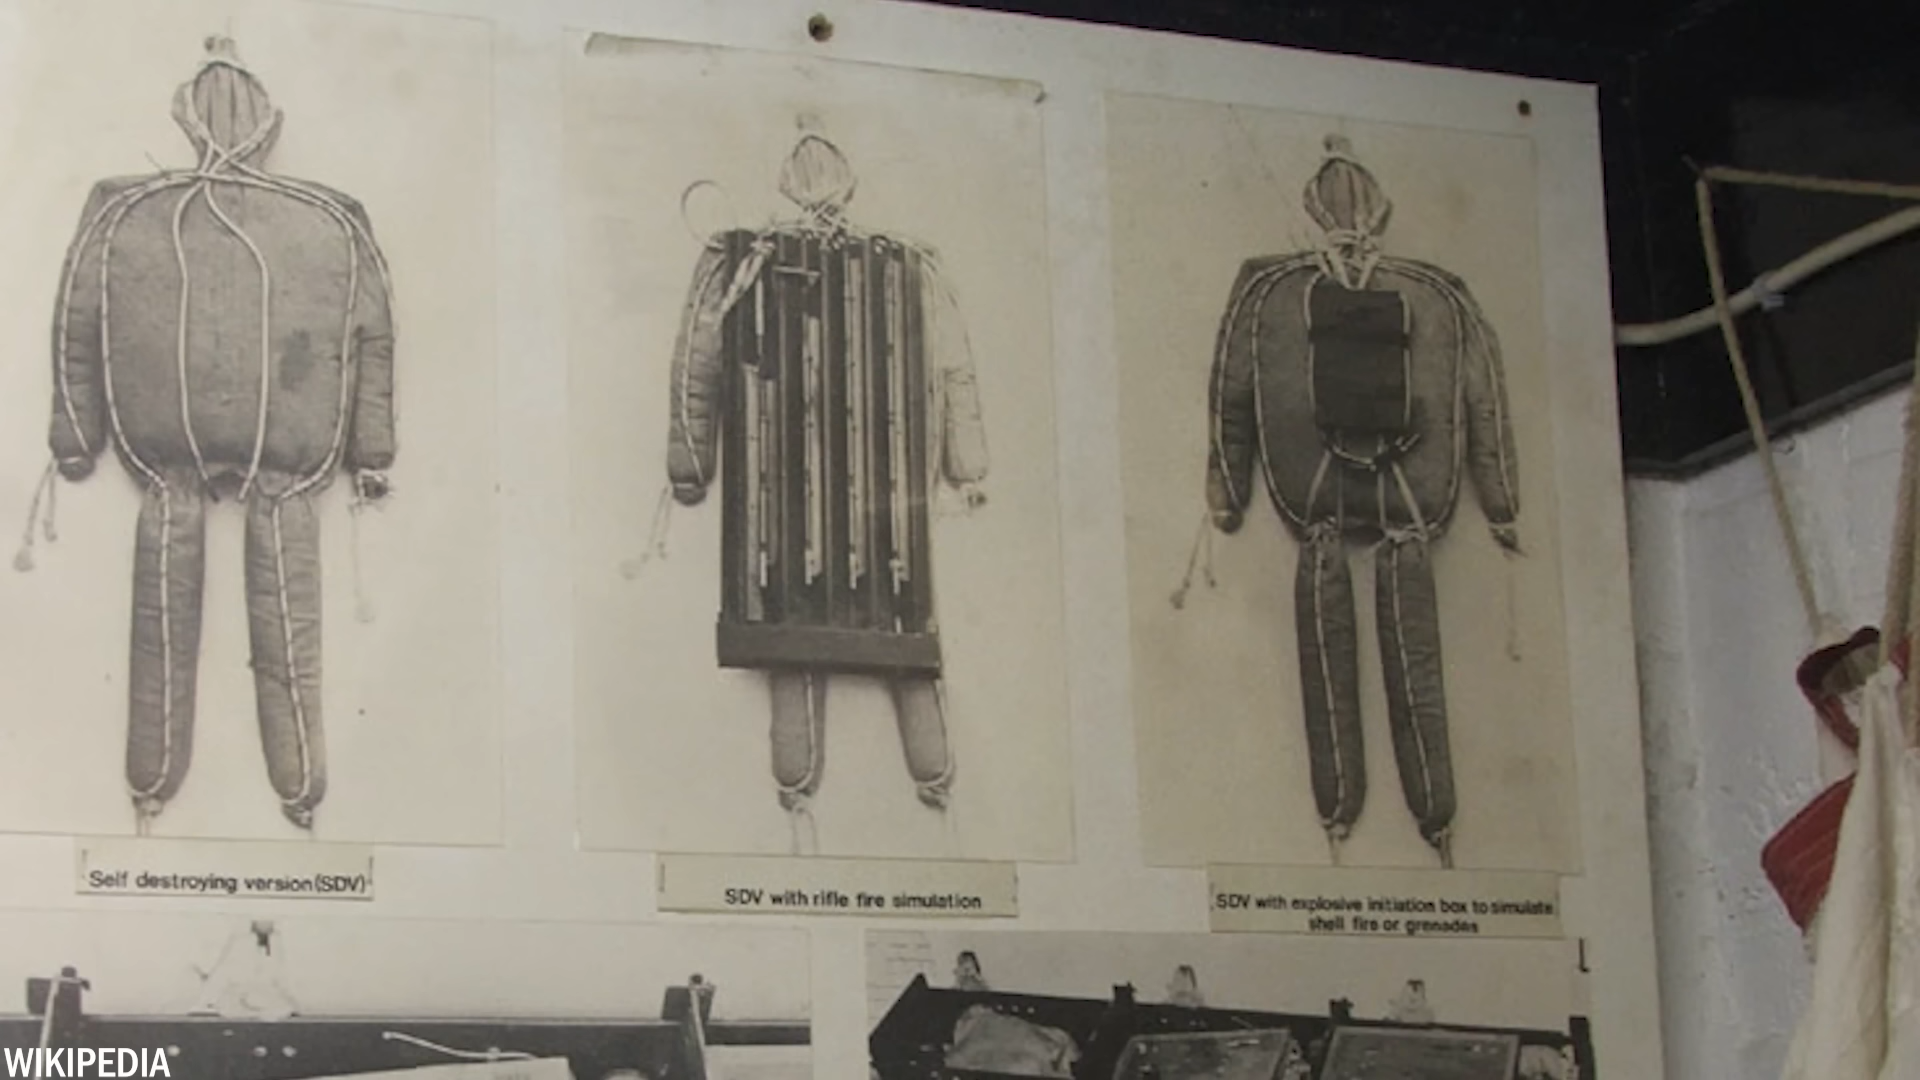 Self destroying version(SDV)
SDV with rifle fire simulation
SDV with explosive initiation box to simulate
shell fire or grenades
WIKIPEDIA